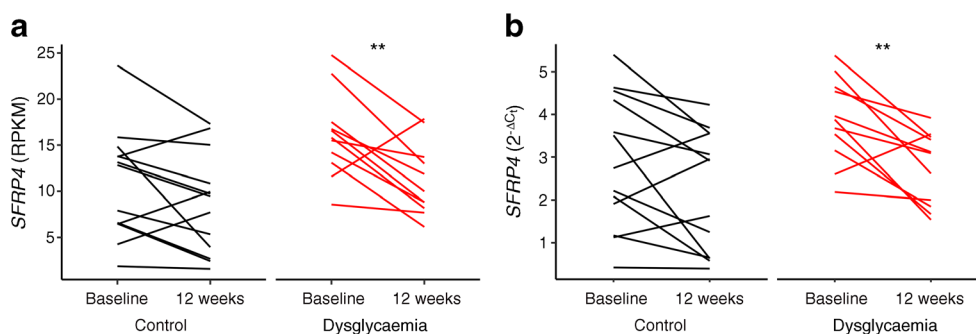 a
SFRP4 (RPKM)
25
20
15
10
5
**
Baseline 12 weeks
Control
Baseline 12 weeks
Dysglycaemia
b
SFRP4 (2-ΔCt)
5
4
3
2
1
**
Baseline 12 weeks
Control
Baseline 12 weeks
Dysglycaemia